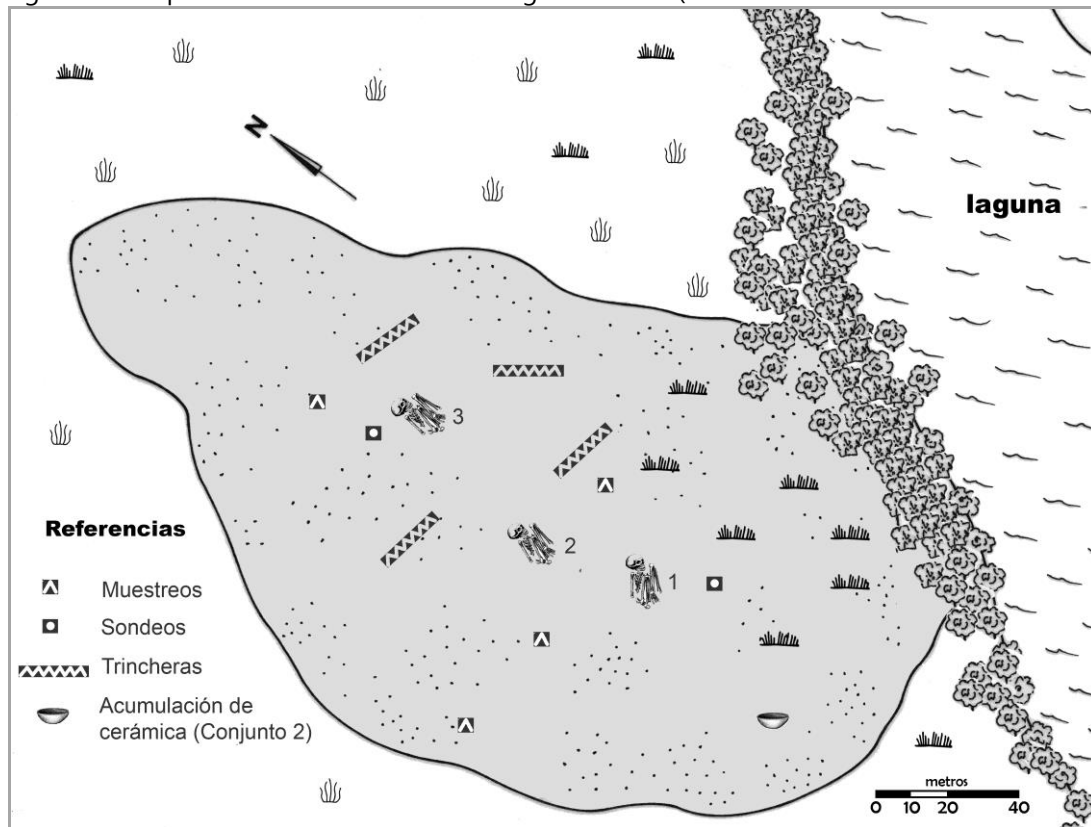 N
laguna
3
2
1
Referencias
Muestreos
Sondeos
Trincheras
Acumulación de
cerámica (Conjunto 2)
metros
0 10 20 40